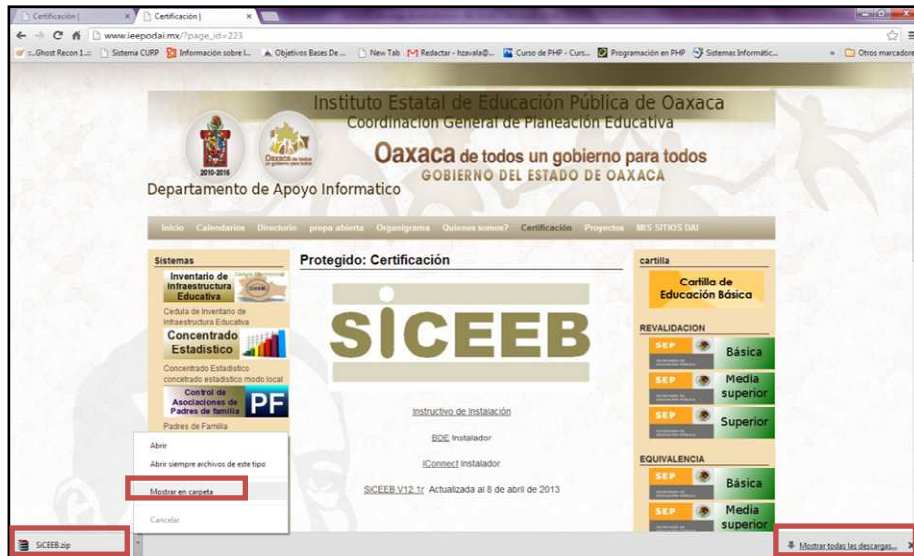 Certificación |
Certificación |
www.ieepodai.mx/?page_id=223
::..Ghost Recon 1..::
Sistema CURP
Información sobre l...
Objetivos Bases De ...
New Tab
Redactar - hzavala@...
Curso de PHP - Curs...
Programación en PHP
Sistemas Informátic...
»
Otros marcadore
Instituto Estatal de Educación Pública de Oaxaca
Coordinacion General de Planeación Educativa
2010-2016
Oaxaca de todos un gobierno para todos
GOBIERNO DEL ESTADO DE OAXACA
Departamento de Apoyo Informatico
Inicio Calendarios Directorio prepa abierta Organigrama Quienes somos? Certificación Proyectos MIS SITIOS DAI
Sistemas
Inventario de
Infraestructura
Educativa
Cedula de Inventario de
Infraestructura Educativa
Concentrado
Estadistico
Concentrado Estadistico
concetrado estadistico modo local
Control de
Asociaciones de
Padres de familia
PF
Padres de Familia
Protegido: Certificación
SiCEEB
Instructivo de Instalación
BDE Instalador
iConnect Instalador
SiCEEB V12.1r Actualizada al 8 de abril de 2013
cartilla
Cartilla de
Educación Básica
REVALIDACION
SEP
Básica
SEP
Media
superior
SEP
Superior
EQUIVALENCIA
SEP
Básica
SEP
Media
superior
Abrir
Abrir siempre archivos de este tipo
Mostrar en carpeta
Cancelar
SiCEEB.zip
Mostrar todas las descargas...